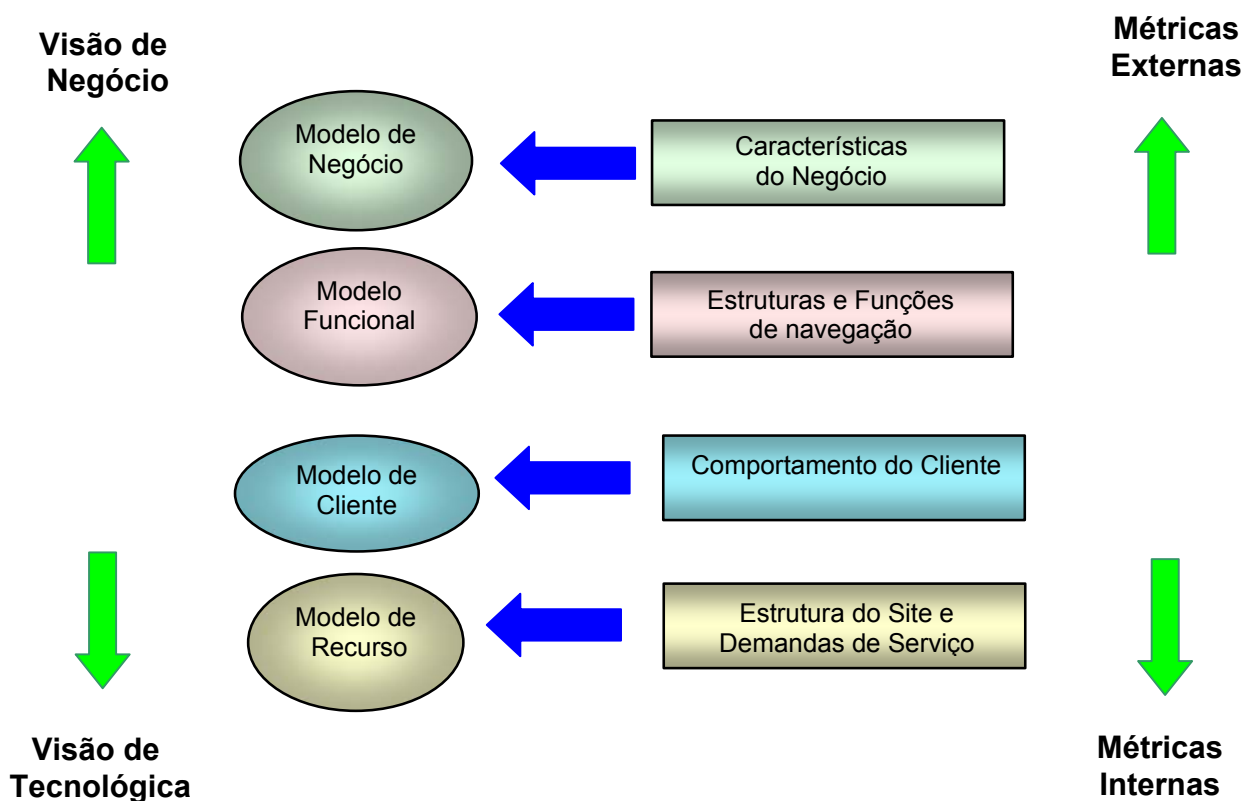 Visão de
Negócio
Métricas
Externas
Modelo de
Negócio
Características
do Negócio
Modelo
Funcional
Estruturas e Funções
de navegação
Modelo de
Cliente
Comportamento do Cliente
Modelo de
Recurso
Estrutura do Site e
Demandas de Serviço
Visão de
Tecnológica
Métricas
Internas